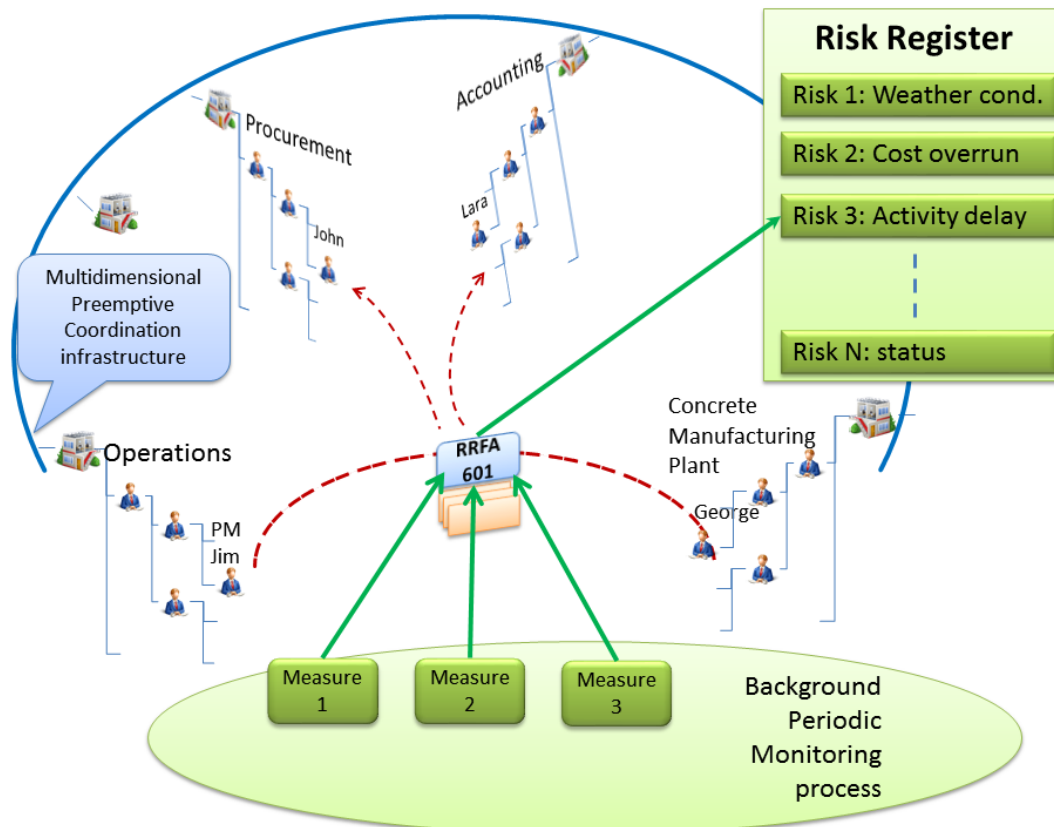 Risk Register
Risk 1: Weather cond.
Risk 2: Cost overrun
Risk 3: Activity delay
Risk N: status
Accounting
Lara
Procurement
John
Multidimensional
Preemptive
Coordination
infrastructure
Operations
PM
Jim
RRFA
601
Concrete
Manufacturing
Plant
George
Measure
1
Measure
2
Measure
3
Background
Periodic
Monitoring
process